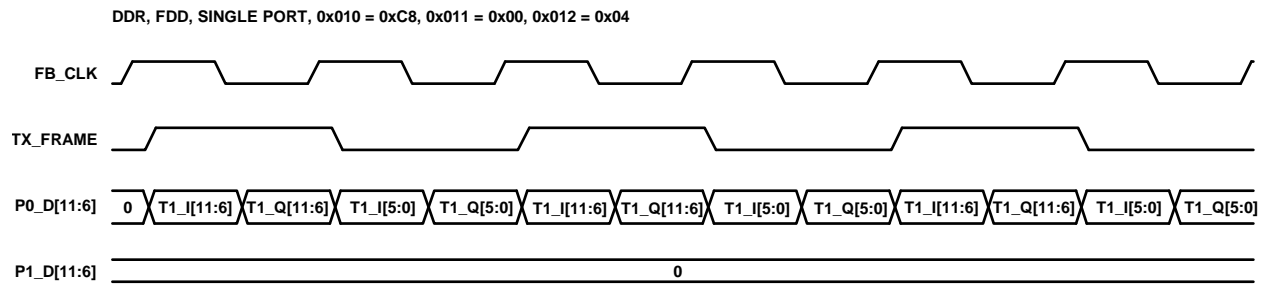 DDR, FDD, SINGLE PORT, 0x010 = 0xC8, 0x011 = 0x00, 0x012 = 0x04
FB_CLK
TX_FRAME
P0_D[11:6] 0 T1_I[11:6] T1_Q[11:6] T1_I[5:0] T1_Q[5:0] T1_I[11:6] T1_Q[11:6] T1_I[5:0] T1_Q[5:0] T1_I[11:6] T1_Q[11:6] T1_I[5:0] T1_Q[5:0]
P1_D[11:6] 0